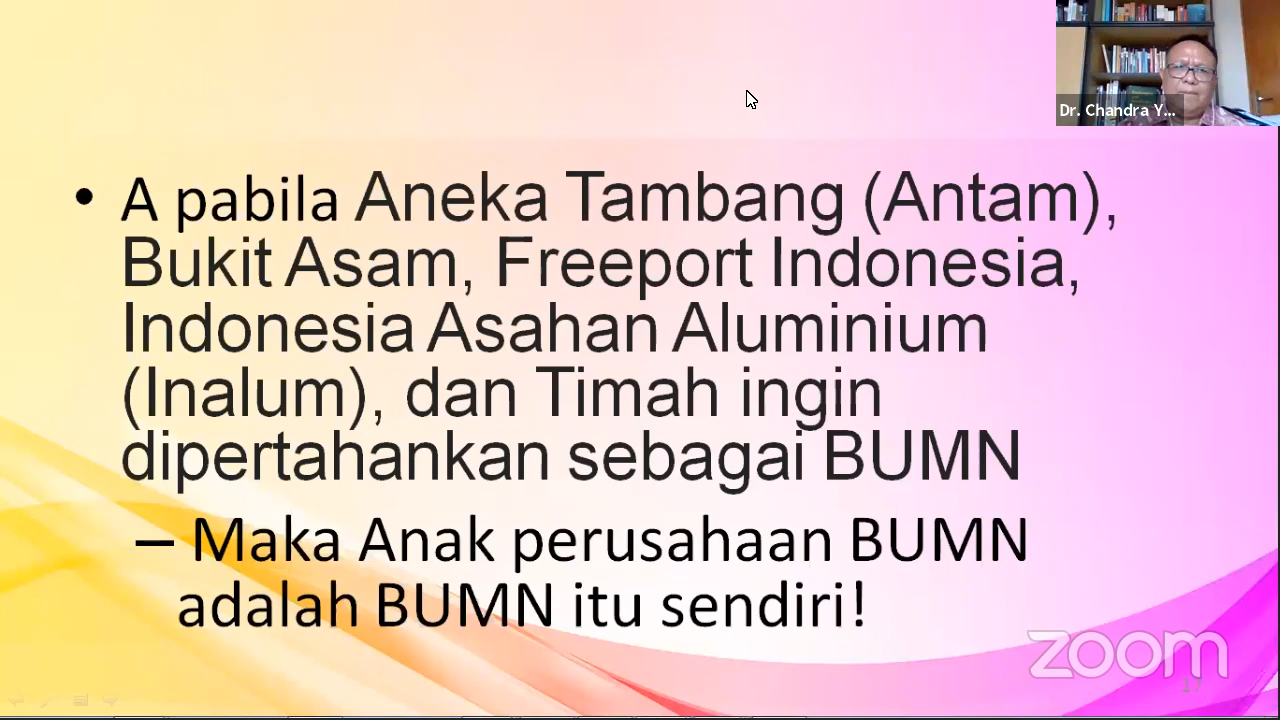 Dr. Chandra Y...
• A pabila Aneka Tambang (Antam),
Bukit Asam, Freeport Indonesia,
Indonesia Asahan Aluminium
(Inalum), dan Timah ingin
dipertahankan sebagai BUMN
– Maka Anak perusahaan BUMN
adalah BUMN itu sendiri!
zoom
17